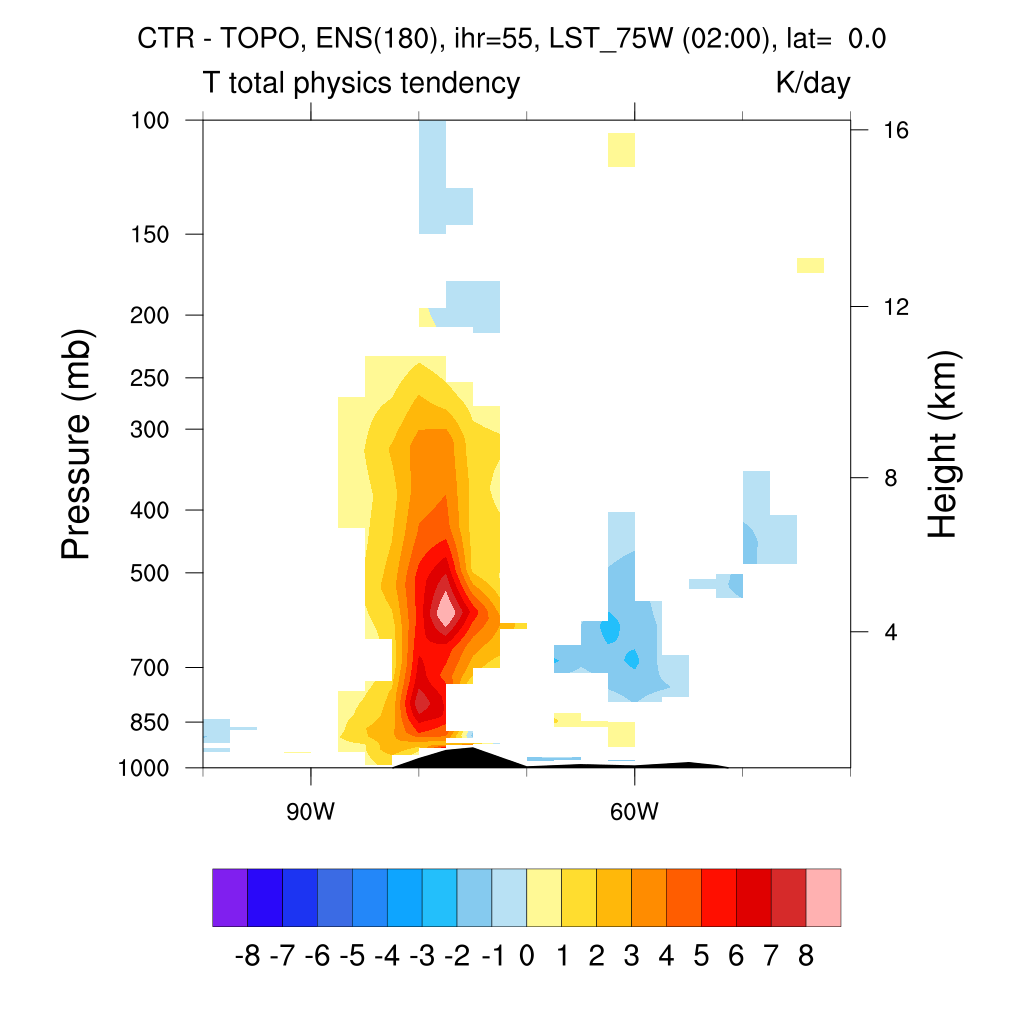 CTR - TOPO, ENS(180), ihr=55, LST_75W (02:00), lat=  0.0
T total physics tendency K/day
100
150
200
250
300
400
500
700
850
900
1000
Pressure (mb)
16
12
8
4
Height (km)
90W 60W
-8 -7 -6 -5 -4 -3 -2 -1 0 1 2 3 4 5 6 7 8